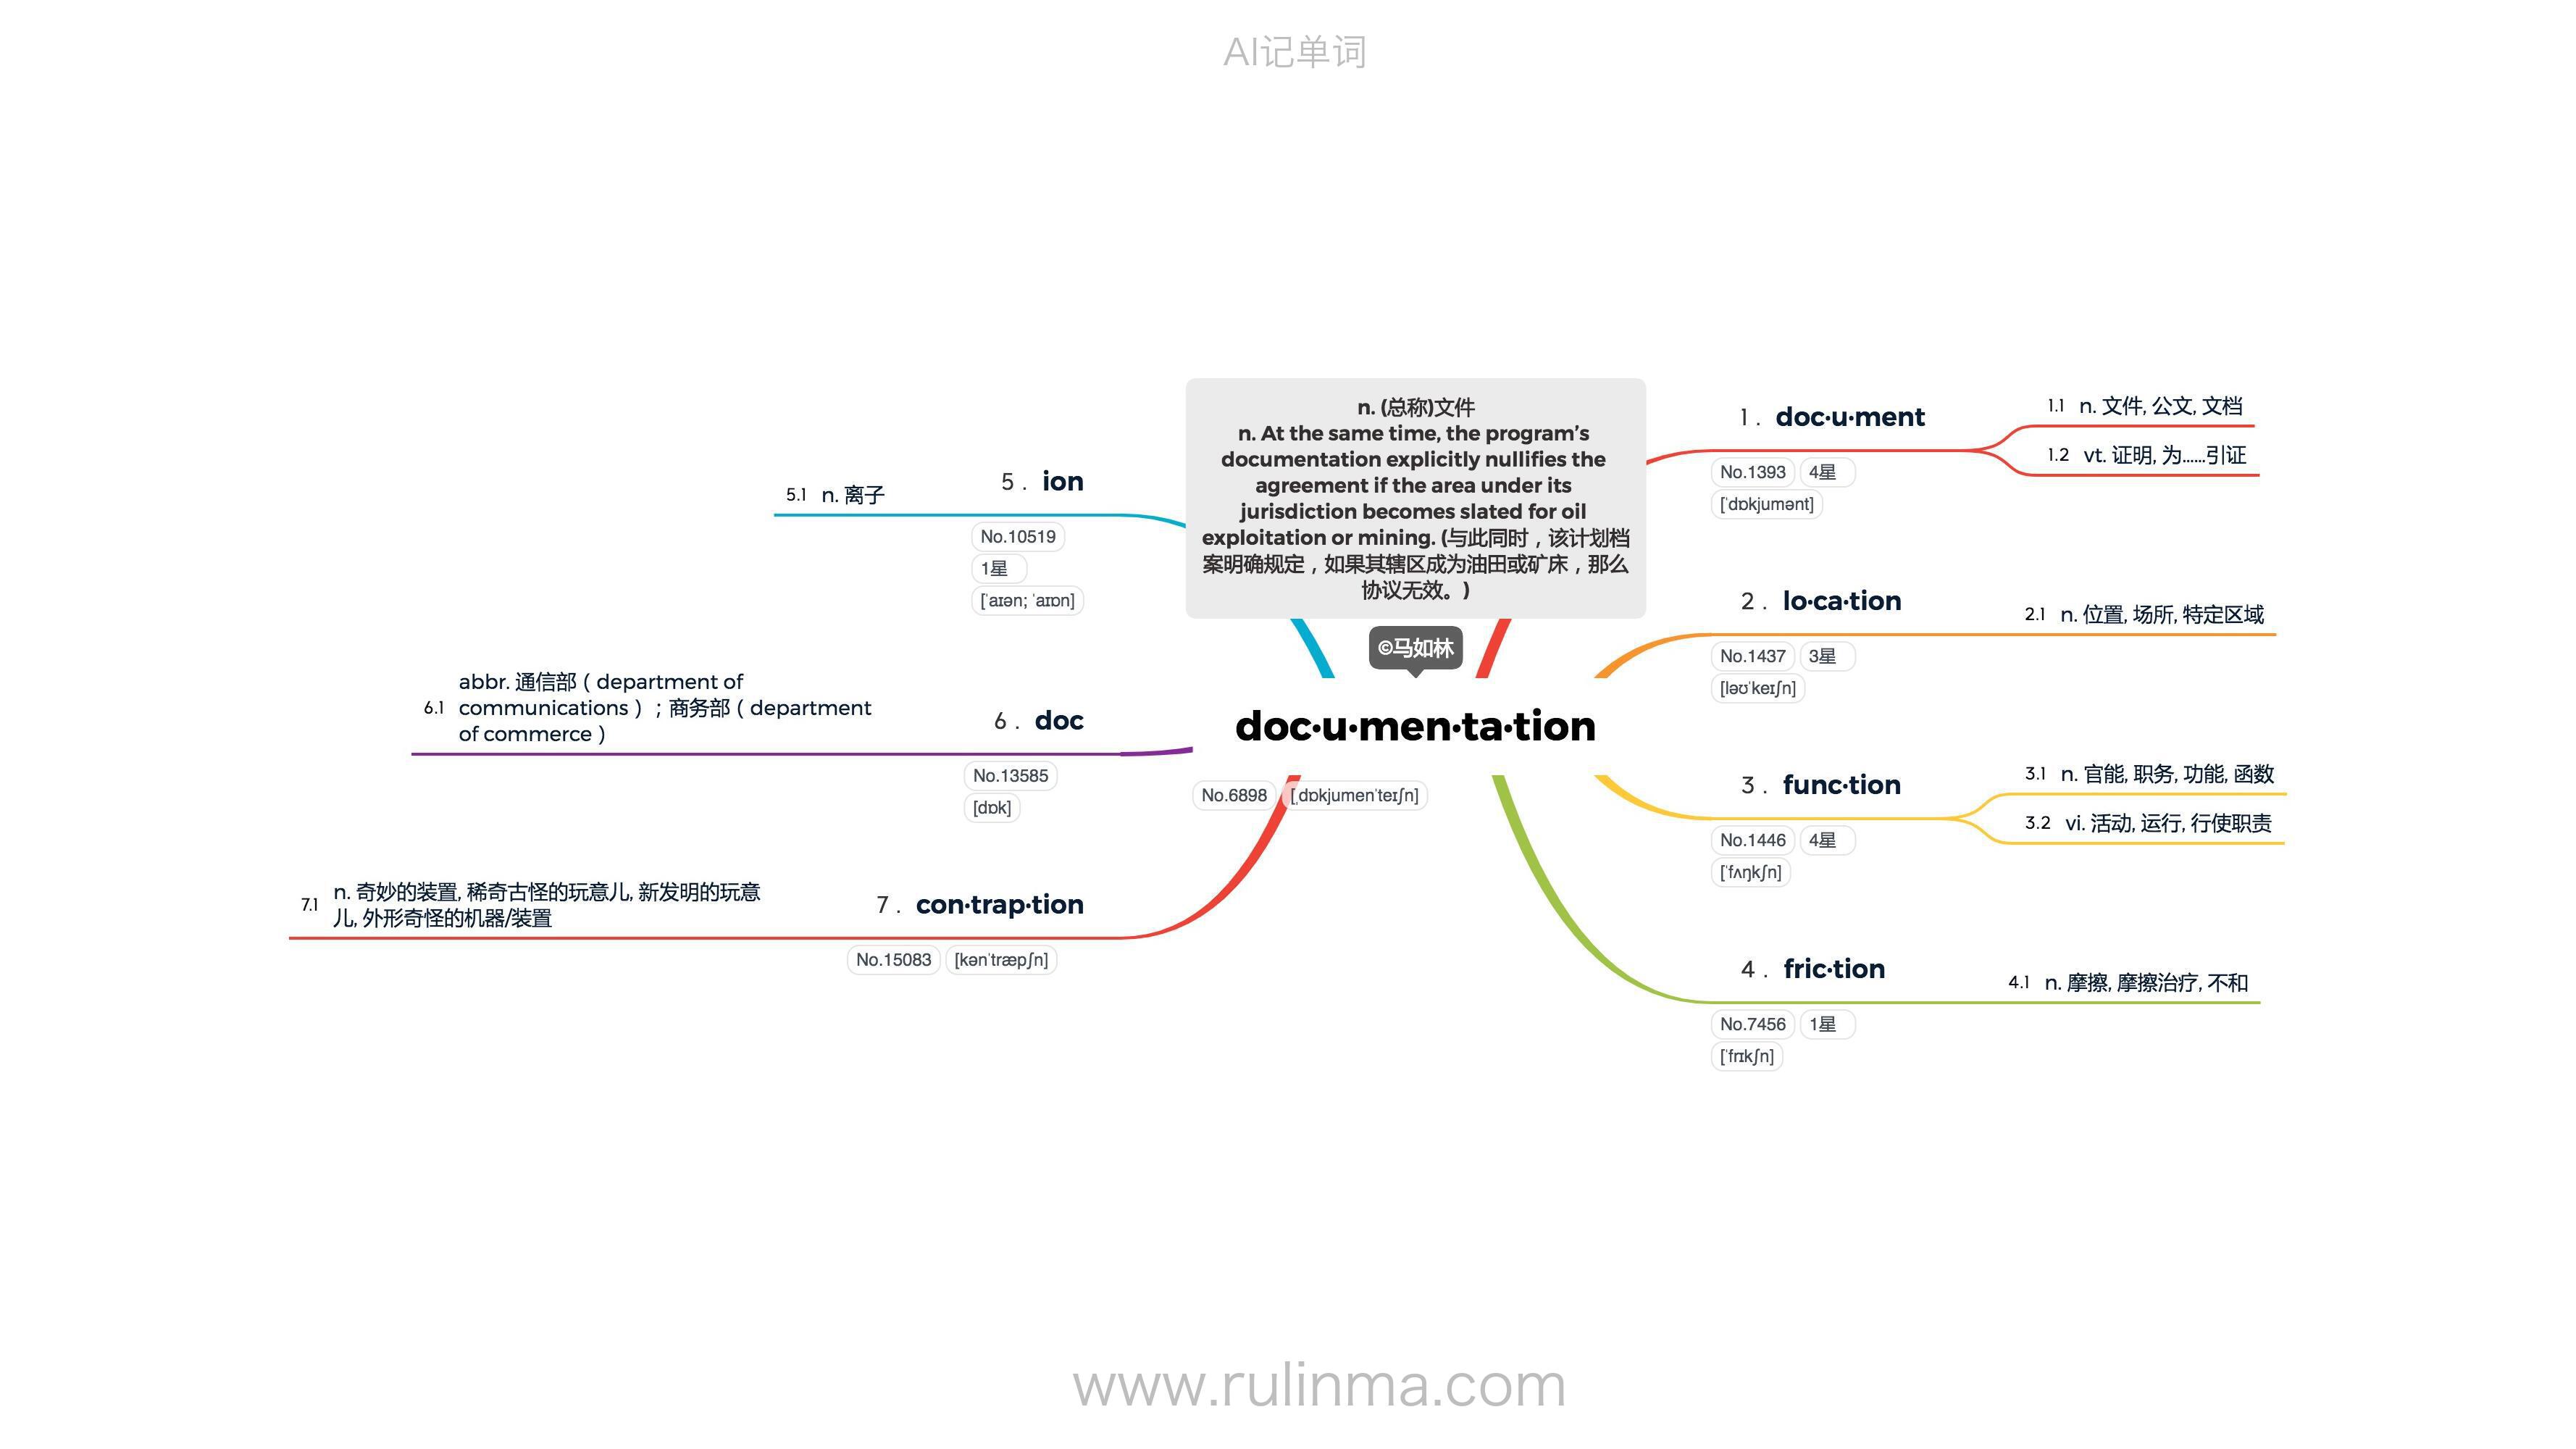 AI记单词
n. (总称)文件
n. At the same time, the program’s
documentation explicitly nullifies the
agreement if the area under its
jurisdiction becomes slated for oil
exploitation or mining. (与此同时，该计划档
案明确规定，如果其辖区成为油田或矿床，那么
协议无效。)
©马如林
doc·u·men·ta·tion
No.6898 [ˌdɒkjumenˈteɪʃn]
1 . doc·u·ment
No.1393 4星
[ˈdɒkjumənt]
1.1 n. 文件, 公文, 文档
1.2 vt. 证明, 为……引证
2 . lo·ca·tion
No.1437 3星
[ləʊˈkeɪʃn]
2.1 n. 位置, 场所, 特定区域
3 . func·tion
No.1446 4星
[ˈfʌŋkʃn]
3.1 n. 官能, 职务, 功能, 函数
3.2 vi. 活动, 运行, 行使职责
4 . fric·tion
No.7456 1星
[ˈfrɪkʃn]
4.1 n. 摩擦, 摩擦治疗, 不和
5 . ion
No.10519
1星
[ˈaɪən; ˈaɪɒn]
5.1 n. 离子
6 . doc
No.13585
[dɒk]
6.1 abbr. 通信部（department of
communications）；商务部（department
of commerce）
7 . con·trap·tion
No.15083 [kənˈtræpʃn]
7.1 n. 奇妙的装置, 稀奇古怪的玩意儿, 新发明的玩意
儿, 外形奇怪的机器/装置
www.rulinma.com